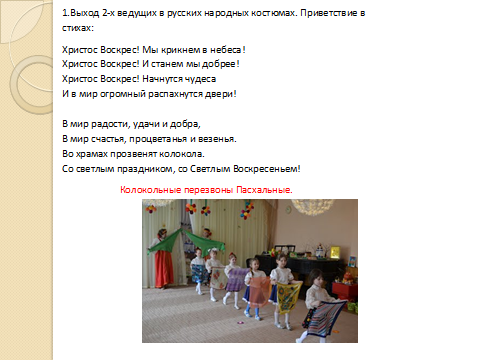 1.Выход 2-х ведущих в русских народных костюмах. Приветствие в
стихах:
Христос Воскрес! Мы крикнем в небеса!
Христос Воскрес! И станем мы добрее!
Христос Воскрес! Начнутся чудеса
И в мир огромный распахнутся двери!
В мир радости, удачи и добра,
В мир счастья, процветанья и везенья.
Во храмах прозвенят колокола.
Со светлым праздником, со Светлым Воскресеньем!
Колокольные перезвоны Пасхальные.